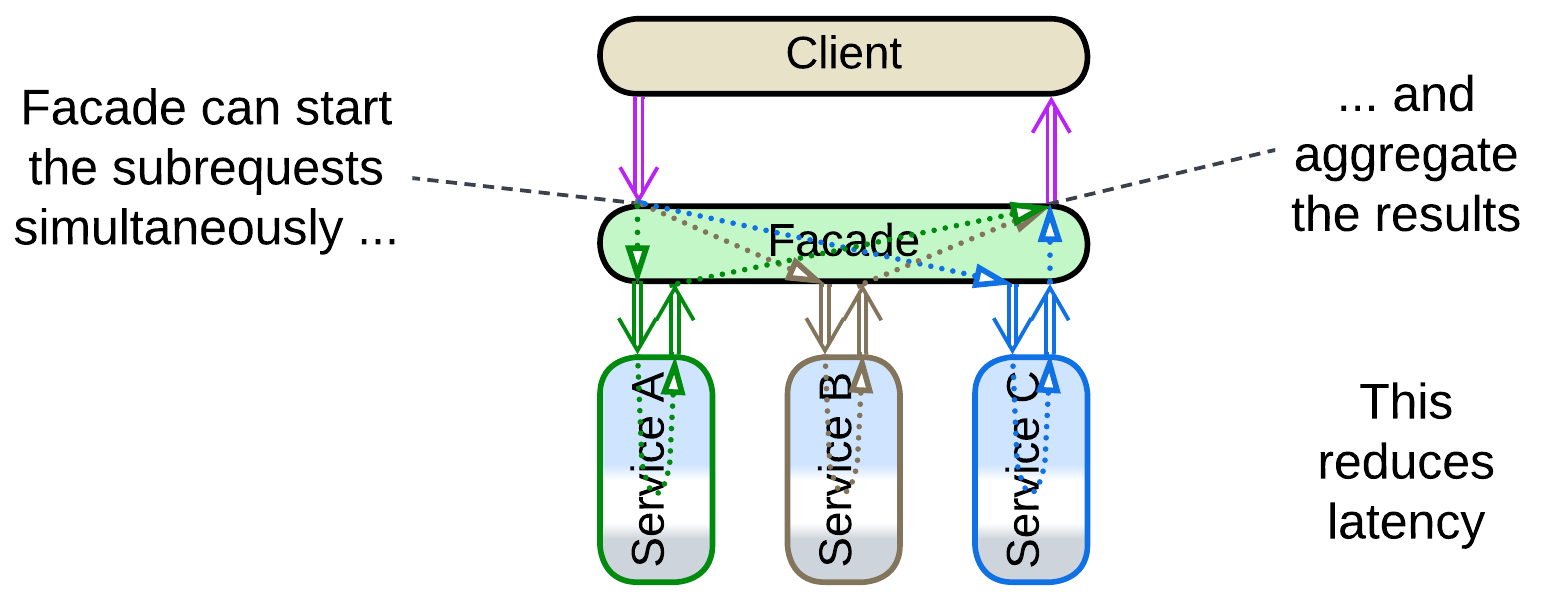 Client
Facade can start
the subrequests
simultaneously ...
... and
aggregate
the results
Facade
Service A
Service B
Service C
This
reduces
latency